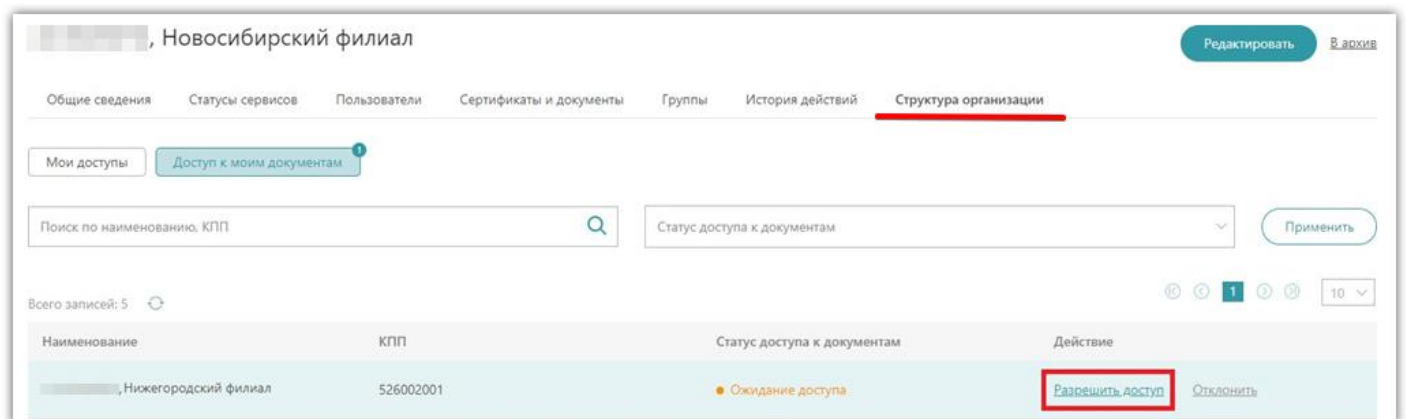 , Новосибирский филиал
Редактировать
В архив
Общие сведения Статусы сервисов Пользователи Сертификаты и документы Группы История действий Структура организации
Мои доступы Доступ к моим документам 1
Поиск по наименованию, КПП Статус доступа к документам Применить
Всего записей: 5 1 10
Наименование КПП Статус доступа к документам Действие
, Нижегородский филиал 526002001 Ожидание доступа Разрешить доступ Отклонить